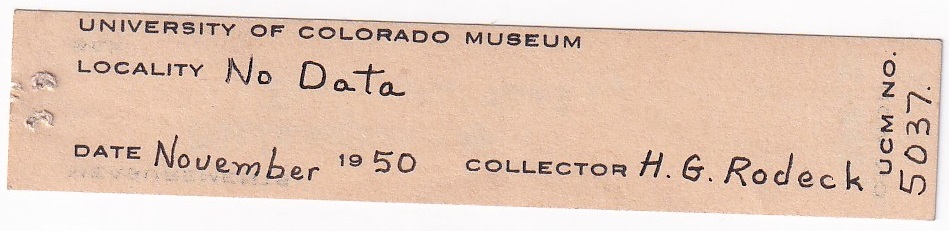 UNIVERSITY OF COLORADO MUSEUM
LOCALITY No Data
DATE November 1950 COLLECTOR H. G. Rodeck
UCM NO.
5037.